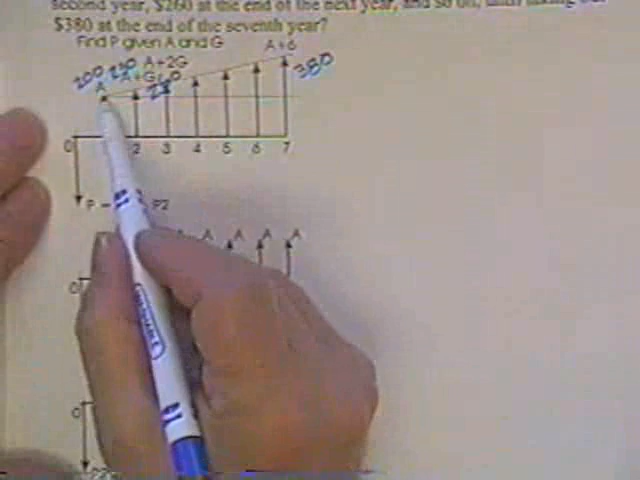 second year, $260 at the end of the next year, and so on, until taking out
$380 at the end of the seventh year?
Find P given A and G
A+6
200 230 A+2G
A A+G 380
0 2 3 4 5 6 7
P P2
A A A A
0